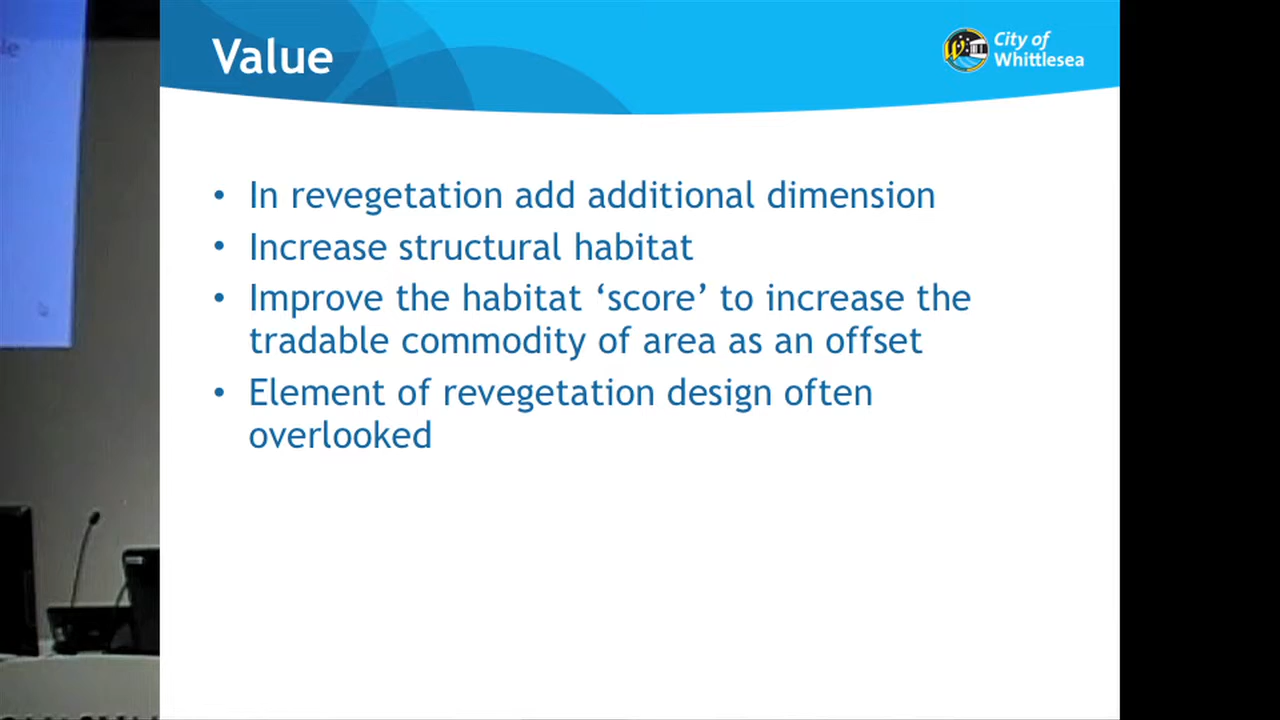 Value
City of
Whittlesea
• In revegetation add additional dimension
• Increase structural habitat
• Improve the habitat ‘score’ to increase the
tradable commodity of area as an offset
• Element of revegetation design often
overlooked